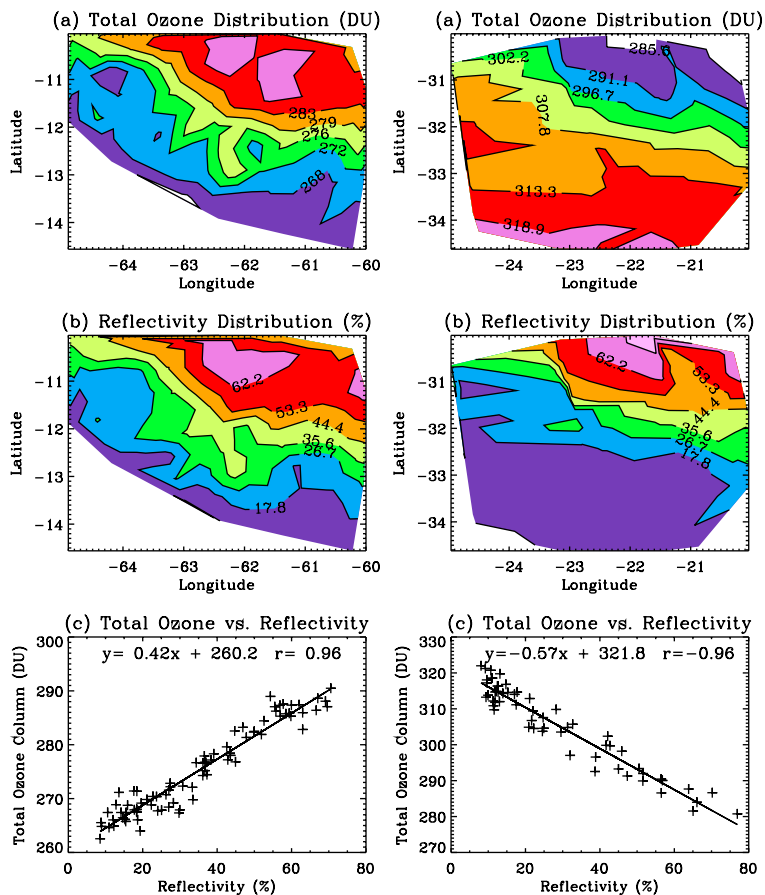 (a) Total Ozone Distribution (DU)
-11
-12
-13
-14
Latitude
283
279
276
272
268
-64 -63 -62 -61 -60
Longitude
(a) Total Ozone Distribution (DU)
-31
-32
-33
-34
Latitude
285.6
302.2
291.1
296.7
307.8
313.3
318.9
-24 -23 -22 -21
Longitude
(b) Reflectivity Distribution (%)
-11
-12
-13
-14
Latitude
62.2
53.3
44.4
35.6
26.7
17.8
-64 -63 -62 -61 -60
Longitude
(b) Reflectivity Distribution (%)
-31
-32
-33
-34
Latitude
62.2
53.3
44.4
35.6
26.7
17.8
-24 -23 -22 -21
Longitude
(c) Total Ozone vs. Reflectivity
y= 0.42x + 260.2 r= 0.96
300
290
280
270
260
Total Ozone Column (DU)
0 20 40 60 80
Reflectivity (%)
(c) Total Ozone vs. Reflectivity
y=-0.57x + 321.8 r=-0.96
330
320
310
300
290
280
270
Total Ozone Column (DU)
0 20 40 60 80
Reflectivity (%)